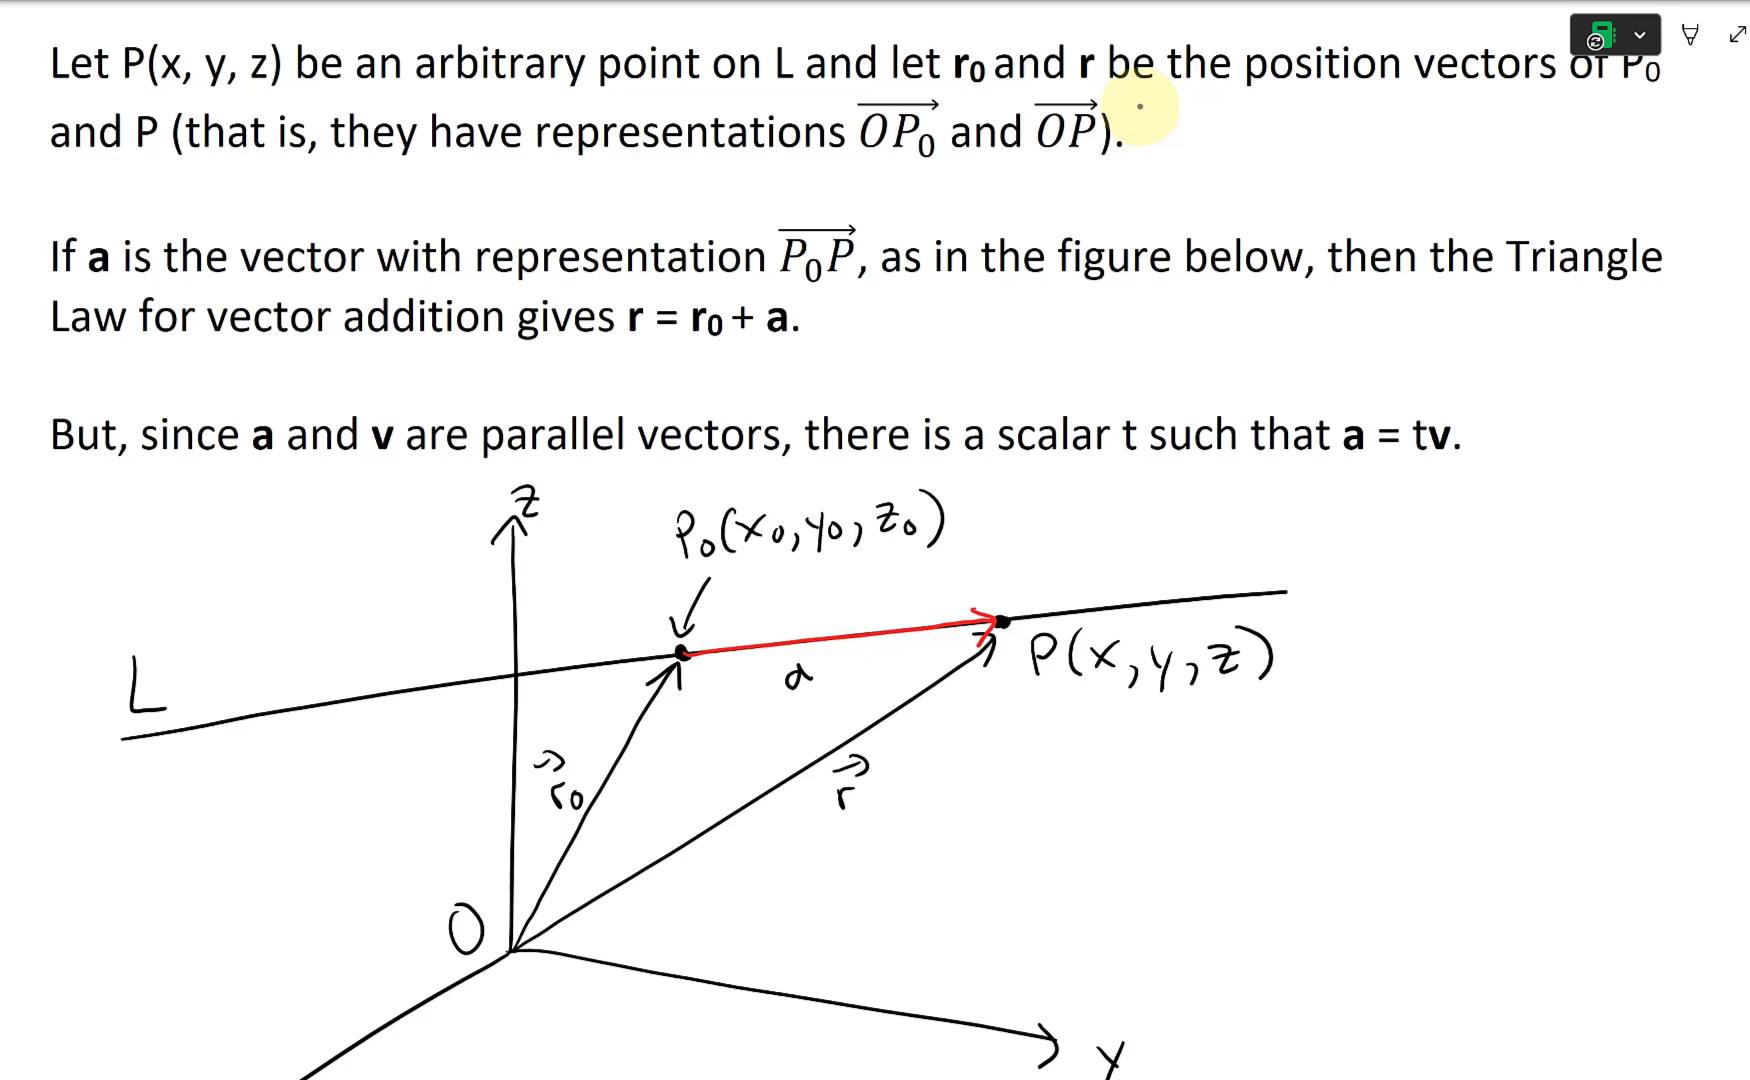 Let P(x, y, z) be an arbitrary point on L and let r₀ and r be the position vectors of P₀
and P (that is, they have representations OP₀ and OP).
If a is the vector with representation P₀P, as in the figure below, then the Triangle
Law for vector addition gives r = r₀ + a.
But, since a and v are parallel vectors, there is a scalar t such that a = tv.
z
P₀(x₀, y₀, z₀)
L
a
P(x, y, z)
r₀
r
O
y